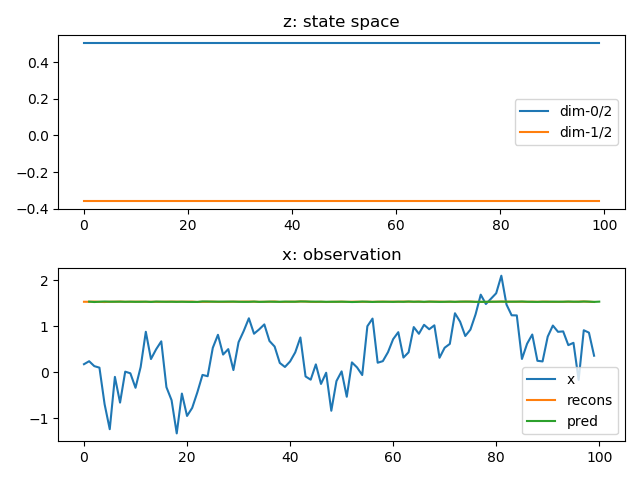 z: state space
0.4
0.2
0.0
−0.2
−0.4
dim-0/2
dim-1/2
0 20 40 60 80 100
x: observation
2
1
0
−1
x
recons
pred
0 20 40 60 80 100